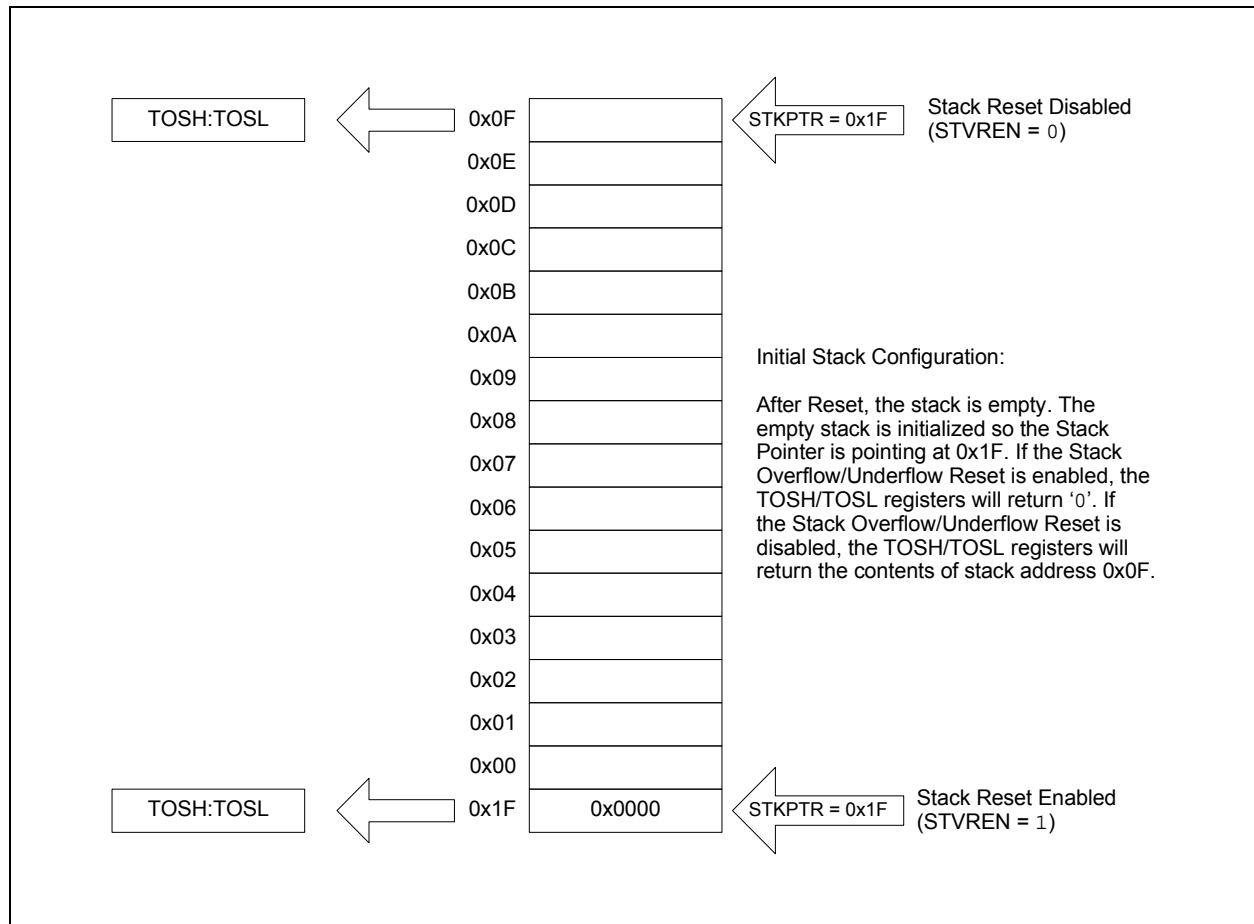 TOSH:TOSL
0x0F
STKPTR = 0x1F
Stack Reset Disabled
(STVREN = 0)
0x0E
0x0D
0x0C
0x0B
0x0A
0x09
0x08
0x07
0x06
0x05
0x04
0x03
0x02
0x01
0x00
Initial Stack Configuration:
After Reset, the stack is empty. The
empty stack is initialized so the Stack
Pointer is pointing at 0x1F. If the Stack
Overflow/Underflow Reset is enabled, the
TOSH/TOSL registers will return ‘0’. If
the Stack Overflow/Underflow Reset is
disabled, the TOSH/TOSL registers will
return the contents of stack address 0x0F.
TOSH:TOSL
0x1F
0x0000
STKPTR = 0x1F
Stack Reset Enabled
(STVREN = 1)